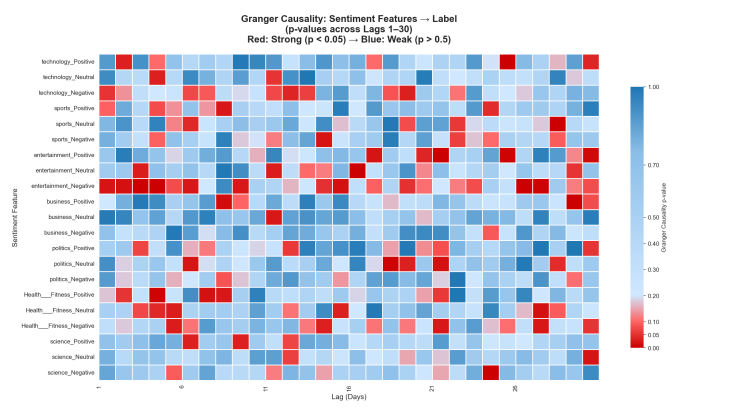 Granger Causality: Sentiment Features → Label
(p-values across Lags 1–30)
Red: Strong (p < 0.05) → Blue: Weak (p > 0.5)
Sentiment Feature
technology_Positive
technology_Neutral
technology_Negative
sports_Positive
sports_Neutral
sports_Negative
entertainment_Positive
entertainment_Neutral
entertainment_Negative
business_Positive
business_Neutral
business_Negative
politics_Positive
politics_Neutral
politics_Negative
Health___Fitness_Positive
Health___Fitness_Neutral
Health___Fitness_Negative
science_Positive
science_Neutral
science_Negative
1 6 11 16 21 26
Lag (Days)
1.00
0.70
0.50
0.40
0.30
0.20
0.10
0.05
0.01
0.00
Granger Causality p-value